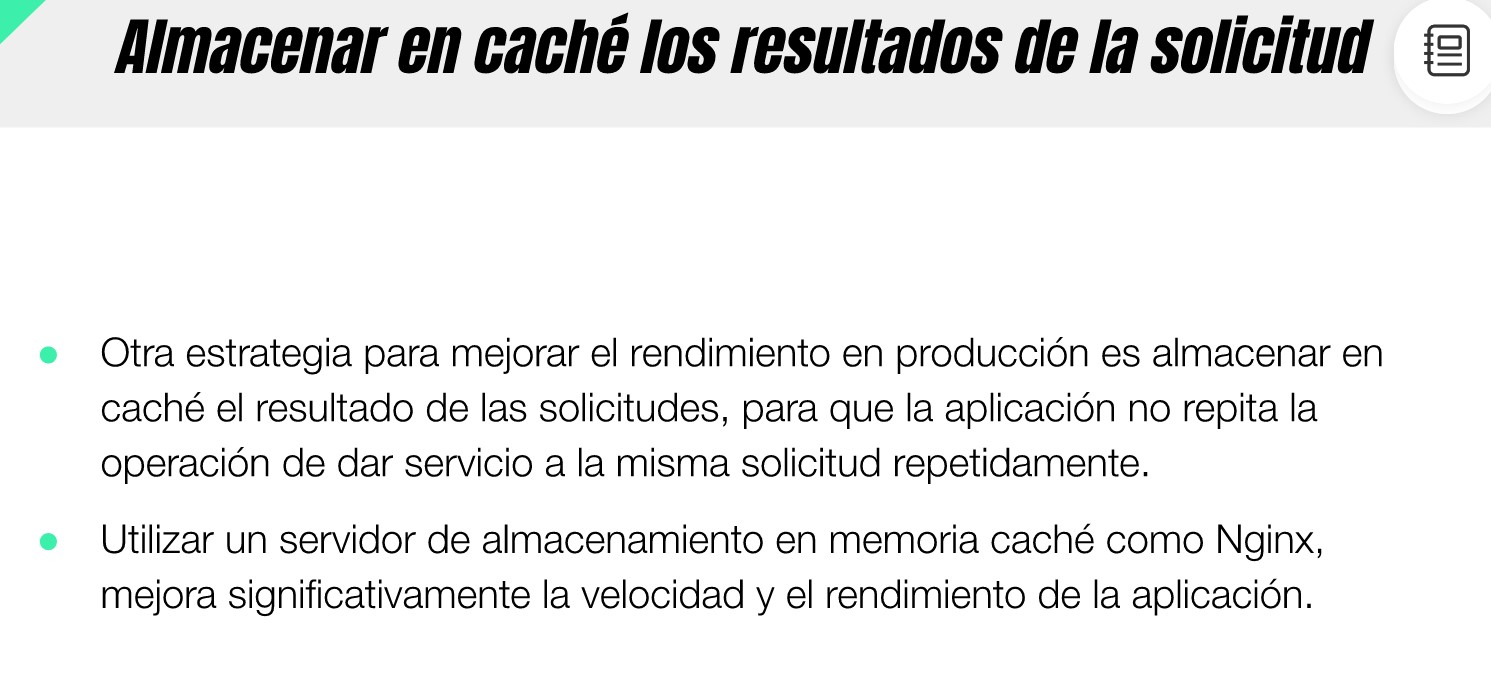 Almacenar en caché los resultados de la solicitud
Otra estrategia para mejorar el rendimiento en producción es almacenar en
caché el resultado de las solicitudes, para que la aplicación no repita la
operación de dar servicio a la misma solicitud repetidamente.
Utilizar un servidor de almacenamiento en memoria caché como Nginx,
mejora significativamente la velocidad y el rendimiento de la aplicación.